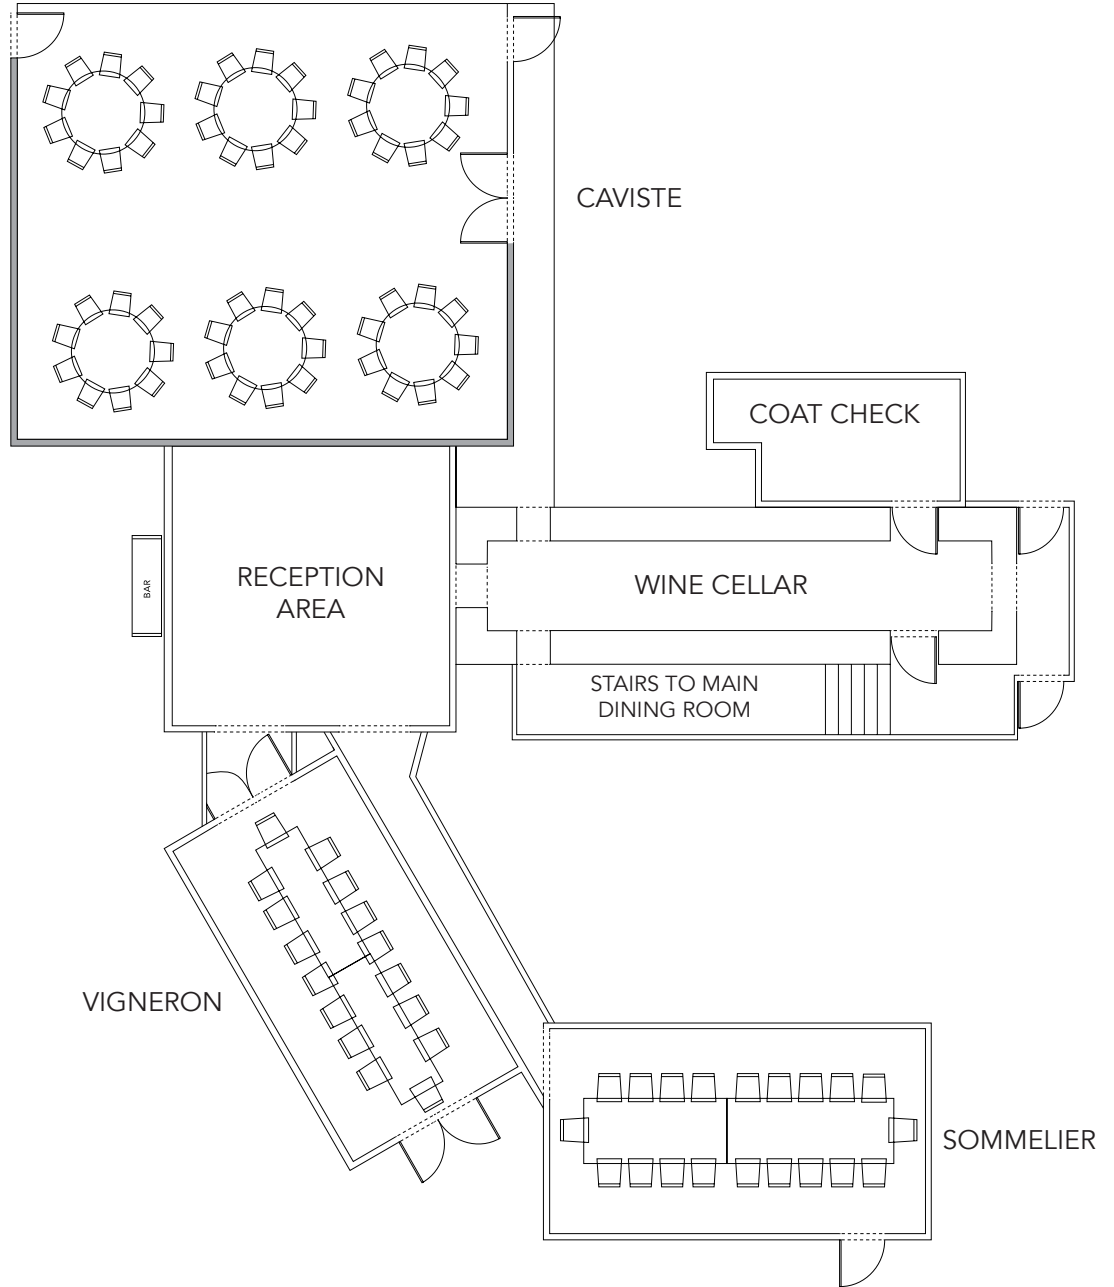 CAVISTE
COAT CHECK
RECEPTION
AREA
BAR
WINE CELLAR
STAIRS TO MAIN
DINING ROOM
VIGNERON
SOMMELIER